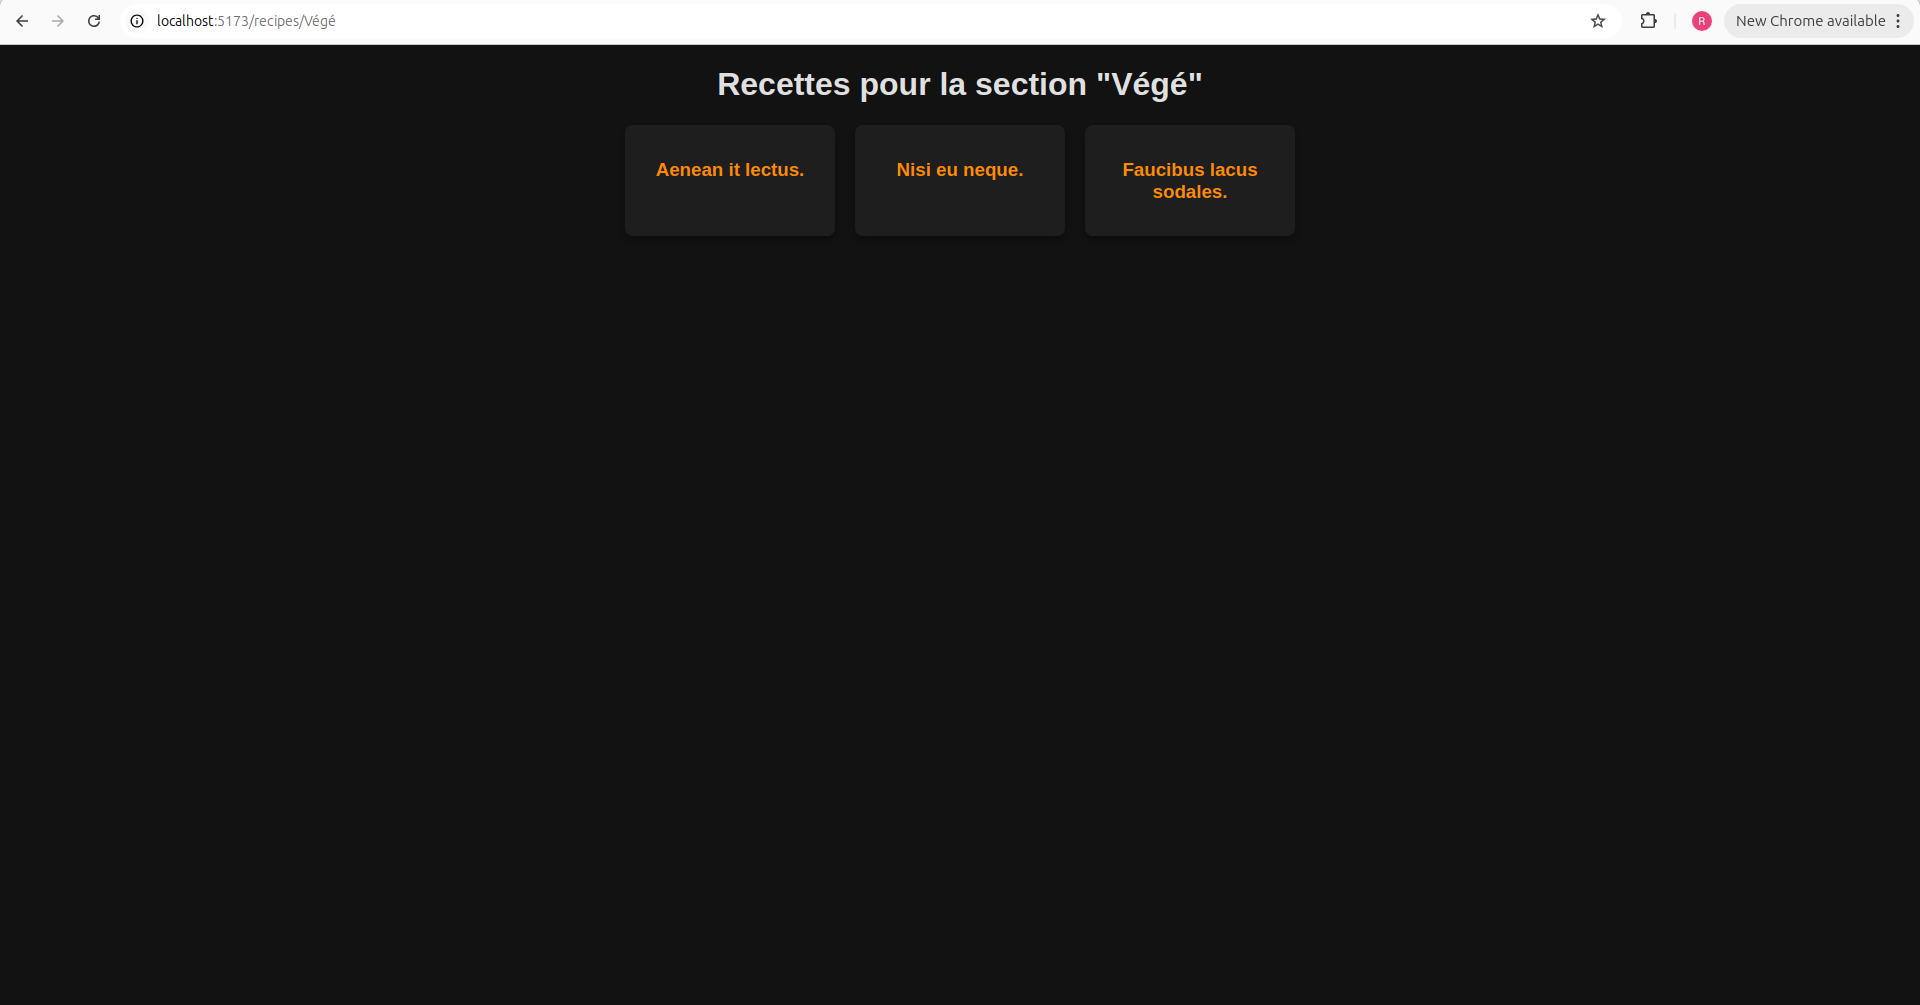 localhost:5173/recipes/Végé
R
New Chrome available
Recettes pour la section "Végé"
Aenean it lectus.
Nisi eu neque.
Faucibus lacus
sodales.